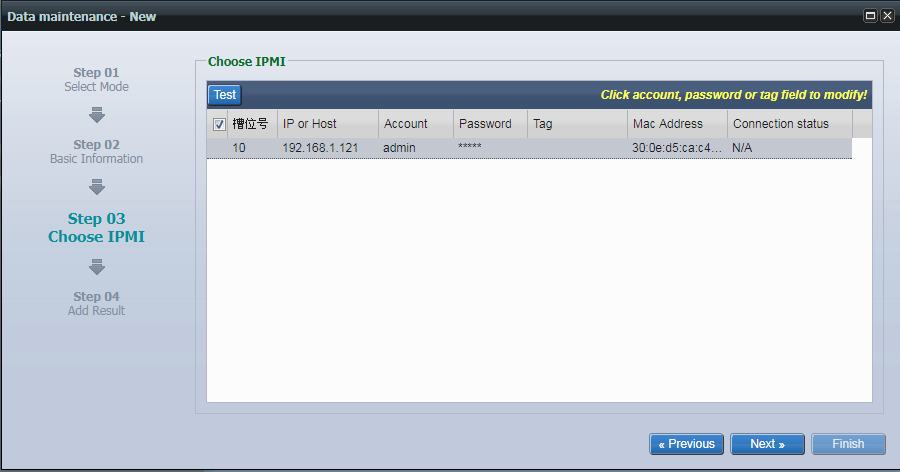 Data maintenance - New
Step 01
Select Mode
Step 02
Basic Information
Step 03
Choose IPMI
Step 04
Add Result
Choose IPMI
Test
Click account, password or tag field to modify!
槽位号 IP or Host Account Password Tag Mac Address Connection status
10 192.168.1.121 admin ***** 30:0e:d5:ca:c4... N/A
« Previous Next » Finish